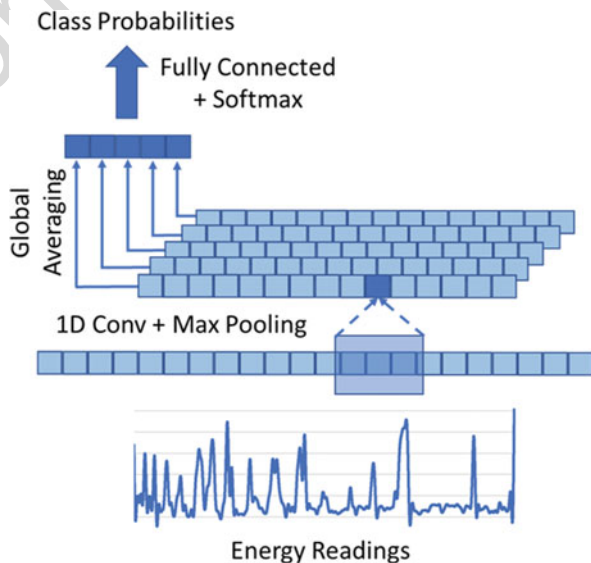 Class Probabilities
Fully Connected
+ Softmax
Global
Averaging
1D Conv + Max Pooling
Energy Readings